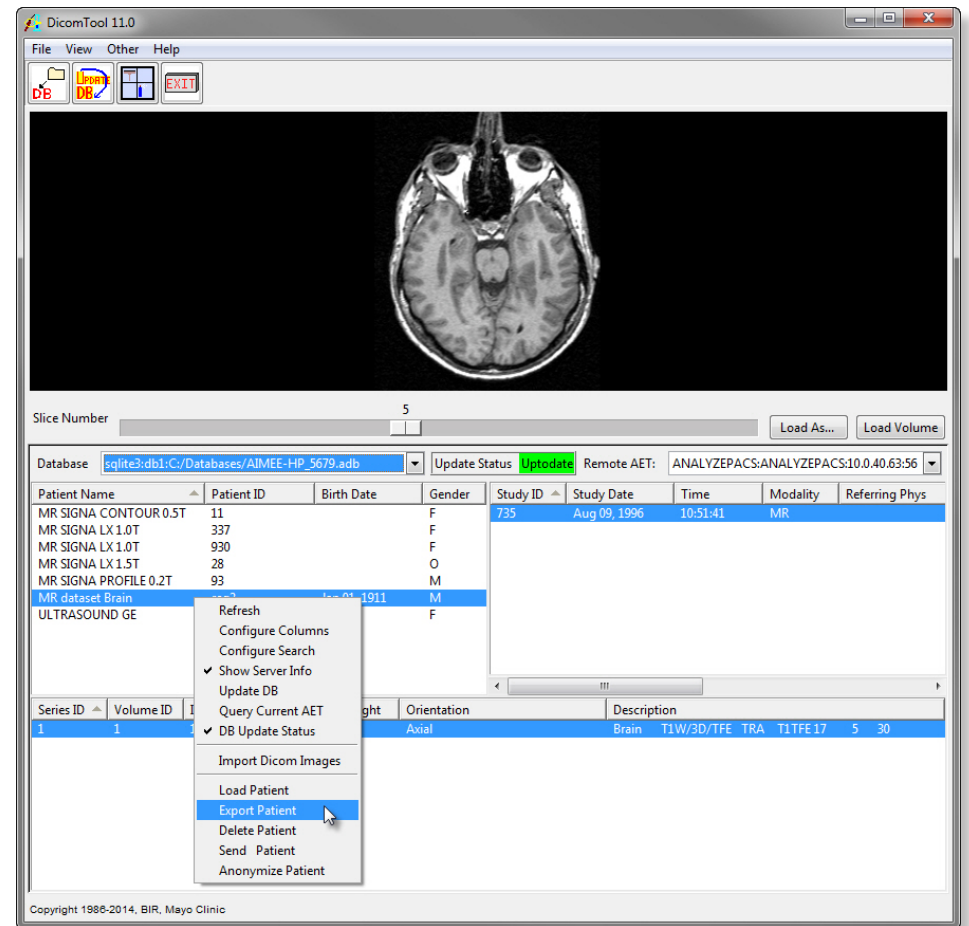 DicomTool 11.0
File View Other Help
DB UPDATE DB EXIT
5
Slice Number
Load As... Load Volume
Database sqlite3:db1:C:/Databases/AIMEE-HP_5679.adb Update Status Uptodate Remote AET: ANALYZEPACS:ANALYZEPACS:10.0.40.63:56
Patient Name Patient ID Birth Date Gender Study ID Study Date Time Modality Referring Phys
MR SIGNA CONTOUR 0.5T 11 F 735 Aug 09, 1996 10:51:41 MR
MR SIGNA LX 1.0T 337 F
MR SIGNA LX 1.0T 930 F
MR SIGNA LX 1.5T 28 O
MR SIGNA PROFILE 0.2T 93 M
MR dataset Brain 1911 M
ULTRASOUND GE F
Refresh
Configure Columns
Configure Search
Show Server Info
Update DB
Query Current AET
DB Update Status
Import Dicom Images
Load Patient
Export Patient
Delete Patient
Send Patient
Anonymize Patient
Series ID Volume ID Orientation Description
1 1 1 Axial Brain T1W/3D/TFE TRA T1TFE 17 5 30
Copyright 1986-2014, BIR, Mayo Clinic